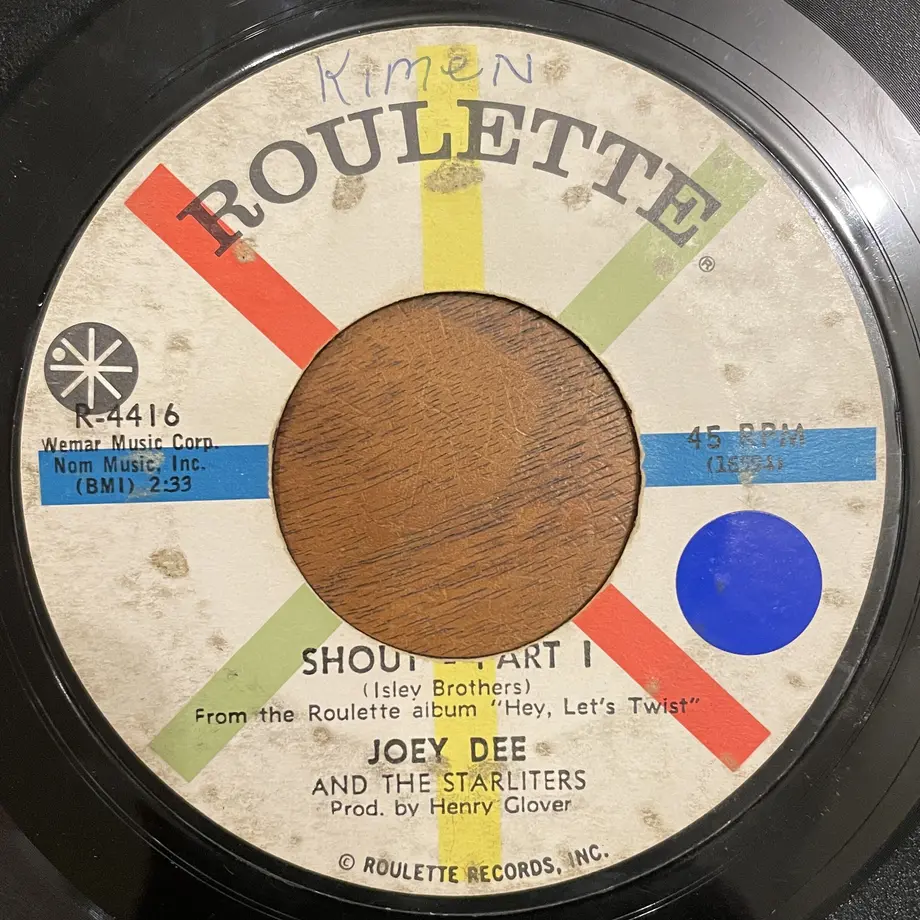 Kimen
ROULETTE
®
R-4416
Wemar Music Corp.
Nom Music, Inc.
(BMI) 2:33
45 RPM
SHOUT - PART I
(Isley Brothers)
From the Roulette album "Hey, Let's Twist"
JOEY DEE
AND THE STARLITERS
Prod. by Henry Glover
© ROULETTE RECORDS, INC.